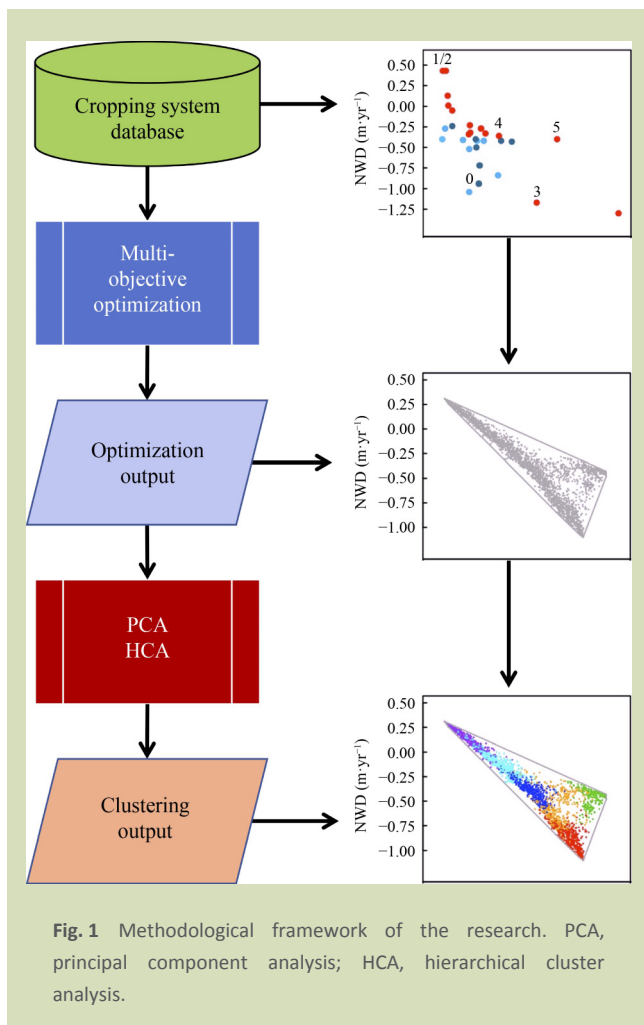 Cropping system
database
Multi-
objective
optimization
Optimization
output
PCA
HCA
Clustering
output
NWD (m·yr⁻¹)
0.50
0.25
0.00
−0.25
−0.50
−0.75
−1.00
−1.25
1/2
4
5
0
3
NWD (m·yr⁻¹)
0.50
0.25
0.00
−0.25
−0.50
−0.75
−1.00
NWD (m·yr⁻¹)
0.50
0.25
0.00
−0.25
−0.50
−0.75
−1.00
Fig. 1 Methodological framework of the research. PCA,
principal component analysis; HCA, hierarchical cluster
analysis.